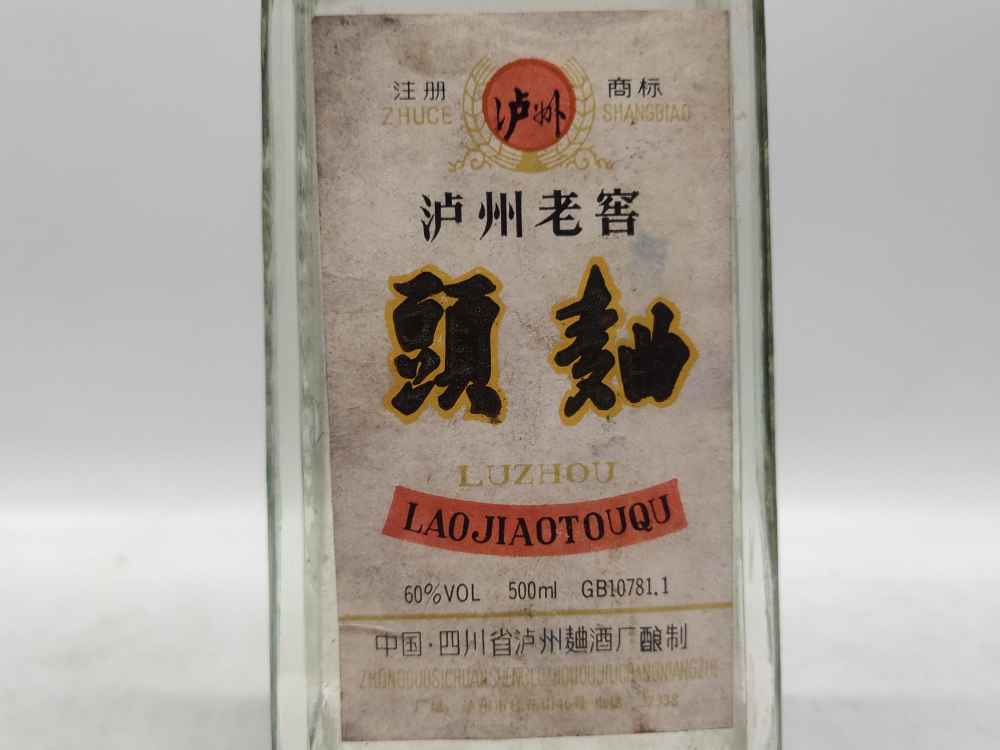 注册
ZHUCE
泸州
商标
SHANGBIAO
泸州老窖
頭麯
LUZHOU
LAOJIAOTOUQU
60%VOL 500ml GB10781.1
中国·四川省泸州麯酒厂酿制